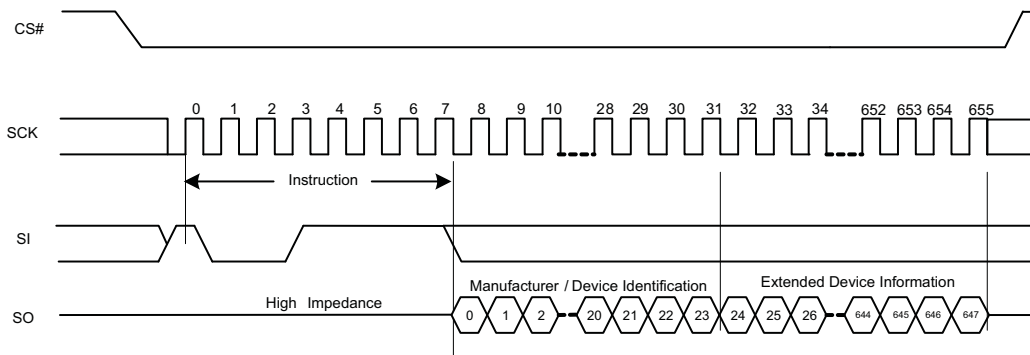 CS#
0 1 2 3 4 5 6 7 8 9 10 28 29 30 31 32 33 34 652 653 654 655
SCK
Instruction
SI
Manufacturer / Device Identification Extended Device Information
High Impedance
SO 0 1 2 20 21 22 23 24 25 26 644 645 646 647